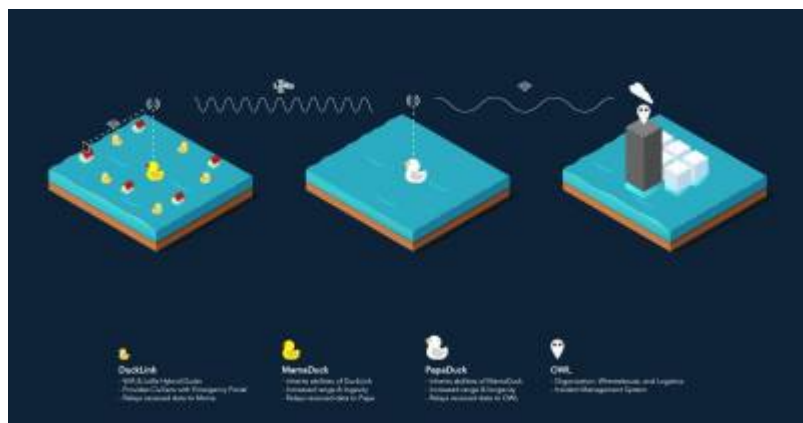 DuckLink
- Wifi & LoRa Hybrid Quack
- Provides Civilians with Emergency Portal
- Relays received data to Mama
MamaDuck
- Inherits abilities of DuckLink
- Increased range & longevity
- Relays received data to Papa
PapaDuck
- Inherits abilities of MamaDuck
- Increased range & longevity
- Relays received data to OWL
OWL
- Organization, Whereabouts, and Logistics
- Incident Management System